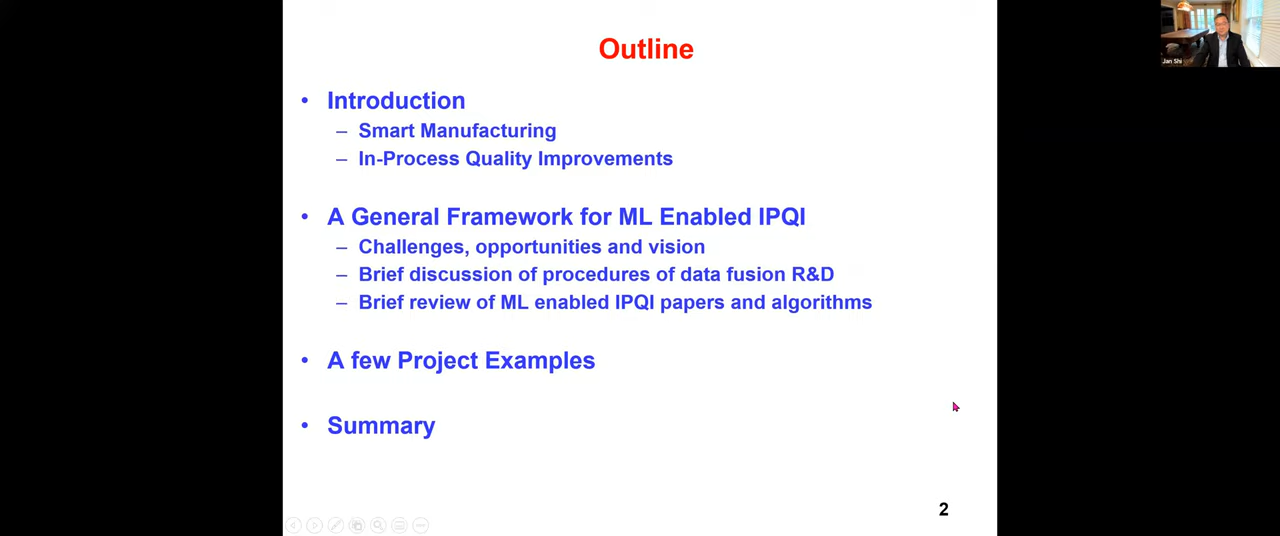 Outline
Jan Shi
• Introduction
– Smart Manufacturing
– In-Process Quality Improvements
• A General Framework for ML Enabled IPQI
– Challenges, opportunities and vision
– Brief discussion of procedures of data fusion R&D
– Brief review of ML enabled IPQI papers and algorithms
• A few Project Examples
• Summary
2